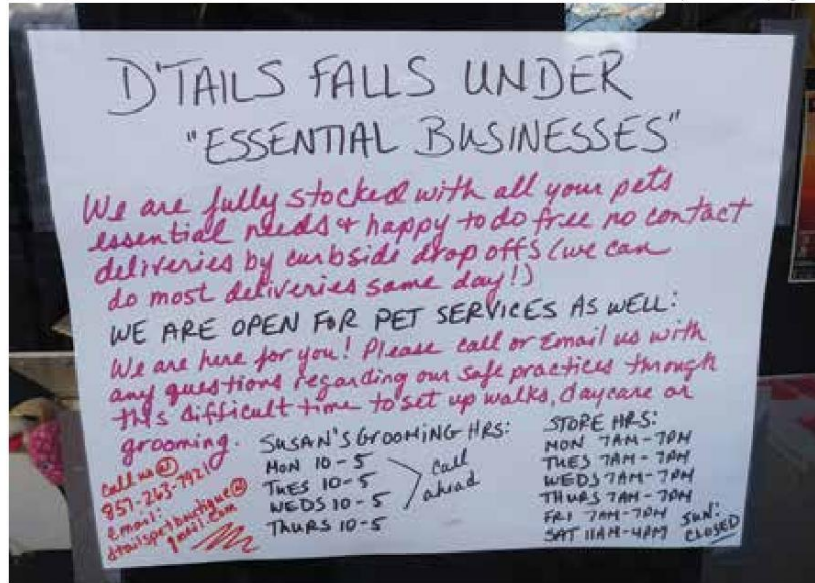 D'TAILS FALLS UNDER
"ESSENTIAL BUSINESSES"
We are fully stocked with all your pets
essential needs & happy to do free no contact
deliveries by curbside drop offs (we can
do most deliveries same day!)
WE ARE OPEN FOR PET SERVICES AS WELL:
We are here for you! Please call or Email us with
any questions regarding our safe practices through
this difficult time to set up walks, daycare or
grooming.
call us @
857-263-7921
email:
dtailspetboutique@
gmail.com
SUSAN'S GROOMING HRS:
MON 10-5
TUES 10-5
WEDS 10-5
THURS 10-5
call
ahead
STORE HRS:
MON 7AM-7PM
TUES 7AM-7PM
WEDS 7AM-7PM
THURS 7AM-7PM
FRI 7AM-7PM
SAT 11AM-4PM
SUN:
CLOSED